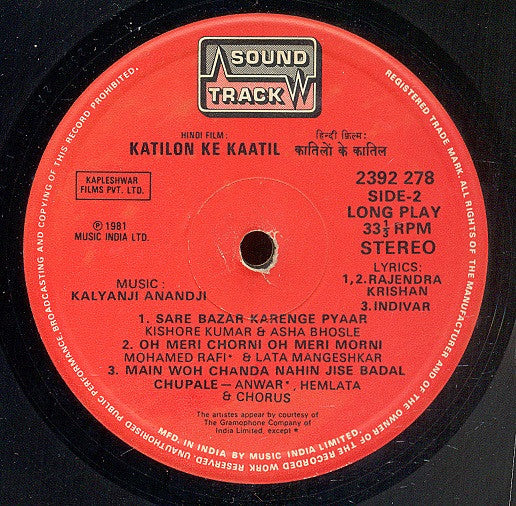 SOUND
TRACK
HINDI FILM:
KATILON KE KAATIL
हिन्दी फ़िल्म:
कातिलों के कातिल
KAPLESHWAR
FILMS PVT. LTD.
℗ 1981
MUSIC INDIA LTD.
2392 278
SIDE-2
LONG PLAY
33⅓ RPM
STEREO
LYRICS:
1,2. RAJENDRA
KRISHAN
3. INDIVAR
MUSIC:
KALYANJI ANANDJI
1. SARE BAZAR KARENGE PYAAR
KISHORE KUMAR & ASHA BHOSLE
2. OH MERI CHORNI OH MERI MORNI
MOHAMED RAFI* & LATA MANGESHKAR
3. MAIN WOH CHANDA NAHIN JISE BADAL
CHUPALE – ANWAR*, HEMLATA
& CHORUS
The artistes appear by courtesy of
The Gramophone Company of
India Limited, except *
MFD. IN INDIA BY MUSIC INDIA LIMITED.
REGISTERED TRADE MARK. ALL RIGHTS OF THE MANUFACTURER AND OF THE OWNER OF THE RECORDED WORK RESERVED. UNAUTHORISED PUBLIC PERFORMANCE BROADCASTING AND COPYING OF THIS RECORD PROHIBITED.